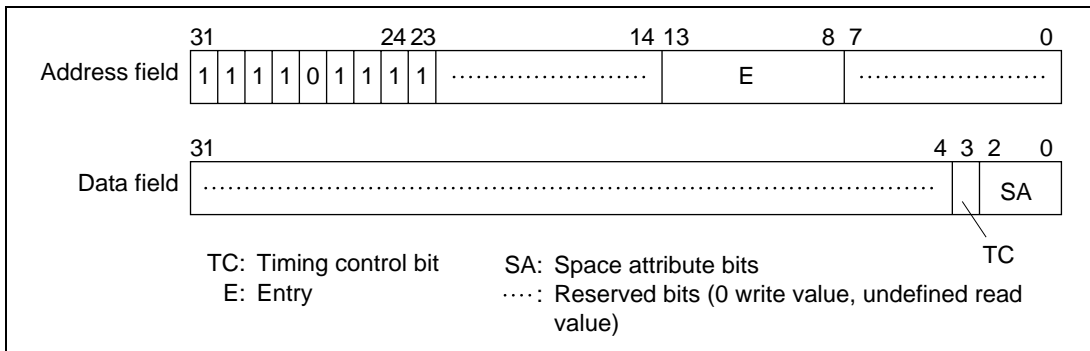 31 24 23 14 13 8 7 0
Address field 1 1 1 1 0 1 1 1 1 ........................ E ........................
31 4 3 2 0
Data field ................................................................................ SA
TC
TC: Timing control bit SA: Space attribute bits
E: Entry ····: Reserved bits (0 write value, undefined read
value)